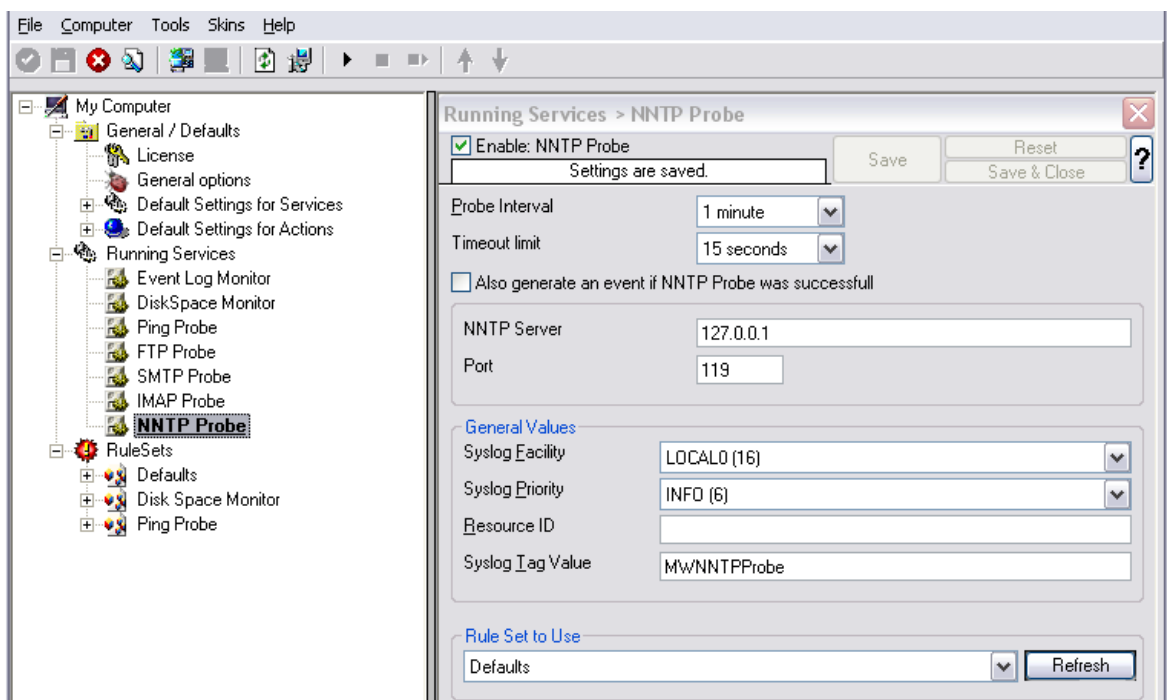 File Computer Tools Skins Help
My Computer
General / Defaults
License
General options
Default Settings for Services
Default Settings for Actions
Running Services
Event Log Monitor
DiskSpace Monitor
Ping Probe
FTP Probe
SMTP Probe
IMAP Probe
NNTP Probe
RuleSets
Defaults
Disk Space Monitor
Ping Probe
Running Services > NNTP Probe
Enable: NNTP Probe
Settings are saved.
Save
Reset
Save & Close
?
Probe Interval
1 minute
Timeout limit
15 seconds
Also generate an event if NNTP Probe was successfull
NNTP Server
127.0.0.1
Port
119
General Values
Syslog Facility
LOCAL0 (16)
Syslog Priority
INFO (6)
Resource ID
Syslog Tag Value
MWNNTPProbe
Rule Set to Use
Defaults
Refresh